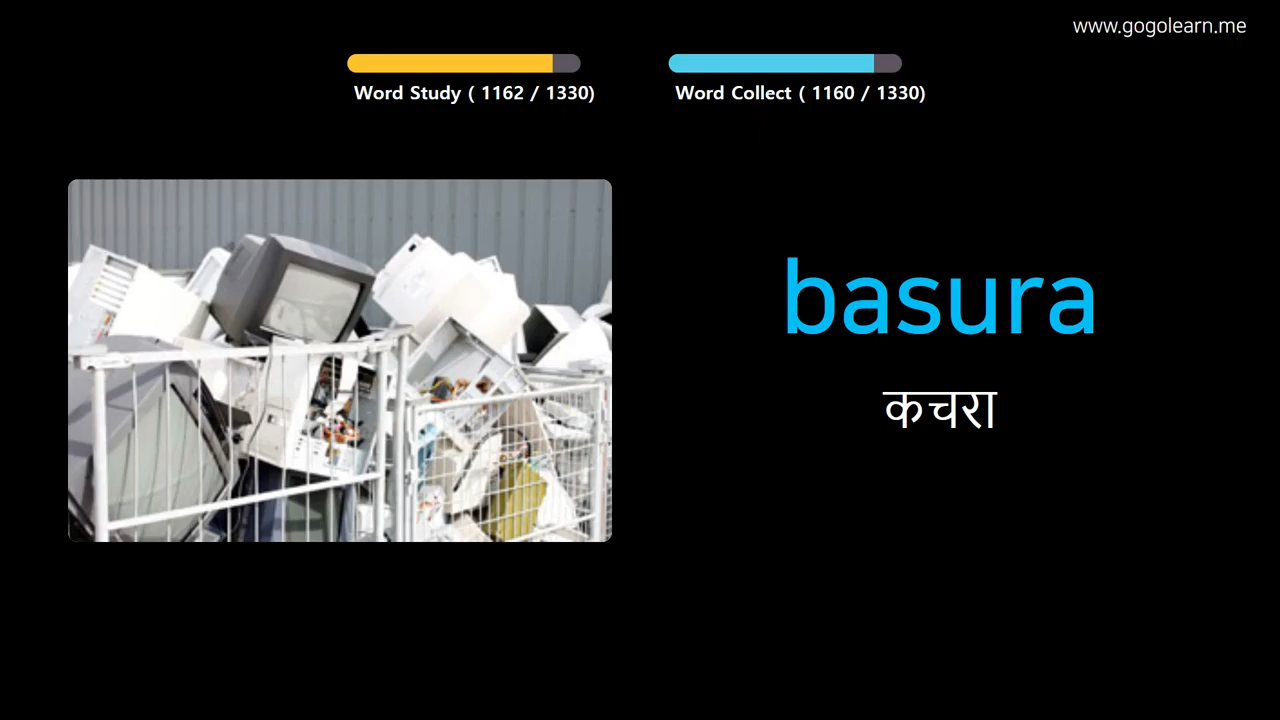 www.gogolearn.me
Word Study ( 1162 / 1330)
Word Collect ( 1160 / 1330)
basura
कचरा